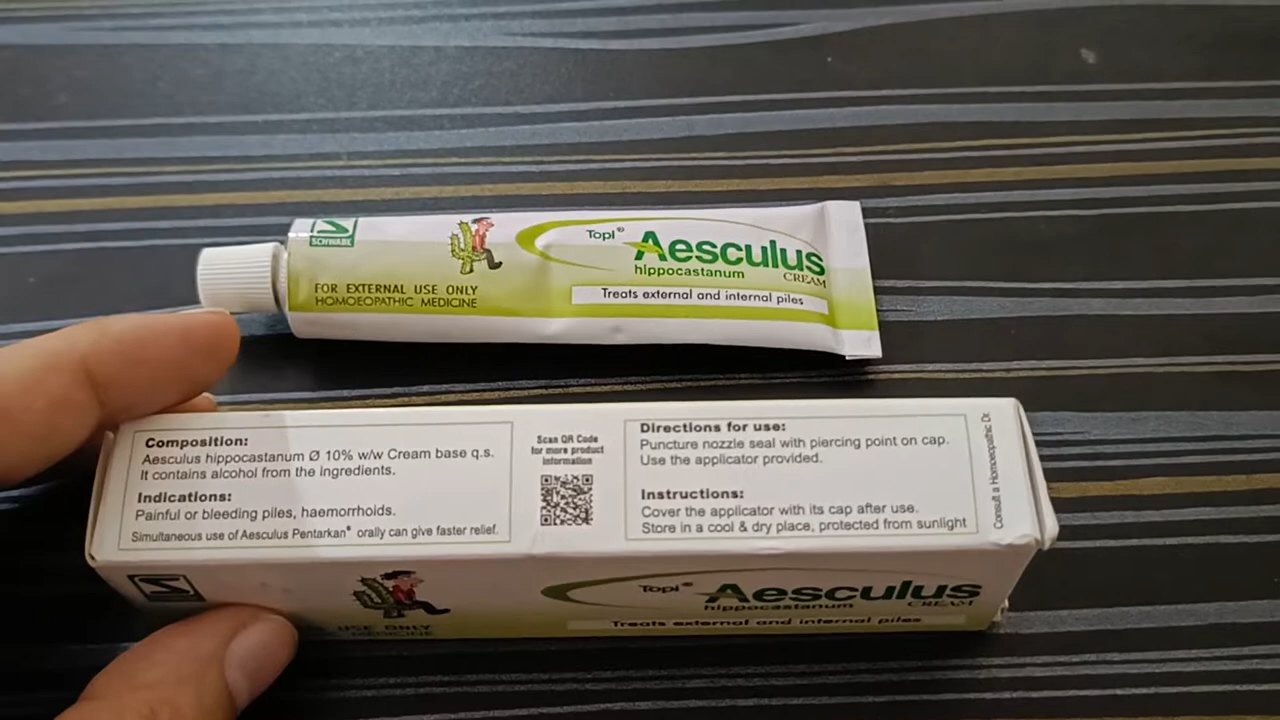 SCHWABE
Topi®
Aesculus
hippocastanum
CREAM
FOR EXTERNAL USE ONLY
HOMOEOPATHIC MEDICINE
Treats external and internal piles
Composition:
Aesculus hippocastanum Ø 10% w/w Cream base q.s.
It contains alcohol from the ingredients.
Indications:
Painful or bleeding piles, haemorrhoids.
Simultaneous use of Aesculus Pentarkan® orally can give faster relief.
Scan QR Code
for more product
information
Directions for use:
Puncture nozzle seal with piercing point on cap.
Use the applicator provided.
Instructions:
Cover the applicator with its cap after use.
Store in a cool & dry place, protected from sunlight
Consult a Homoeopathic Dr.
Topi®
Aesculus
hippocastanum
CREAM
USE ONLY
MEDICINE
Treats external and internal piles